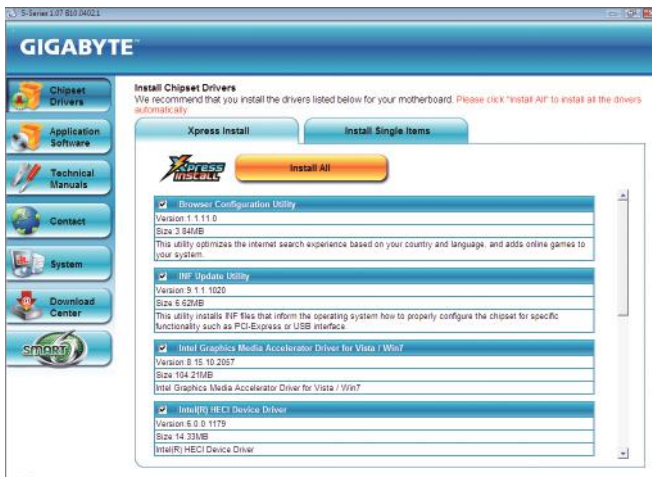 S-Series 1.07 B10.0402.1
GIGABYTE™
Chipset
Drivers
Application
Software
Technical
Manuals
Contact
System
Download
Center
SMART
Install Chipset Drivers
We recommend that you install the drivers listed below for your motherboard. Please click "Install All" to install all the drivers
automatically.
Xpress Install
Install Single Items
Xpress
INSTALL
Install All
Browser Configuration Utility
Version:1.1.11.0
Size:3.84MB
This utility optimizes the internet search experience based on your country and language, and adds online games to
your system.
INF Update Utility
Version:9.1.1.1020
Size:6.62MB
This utility installs INF files that inform the operating system how to properly configure the chipset for specific
functionality such as PCI-Express or USB interface.
Intel Graphics Media Accelerator Driver for Vista / Win7
Version:8.15.10.2057
Size:104.21MB
Intel Graphics Media Accelerator Driver for Vista / Win7
Intel(R) HECI Device Driver
Version:6.0.0.1179
Size:14.33MB
Intel(R) HECI Device Driver